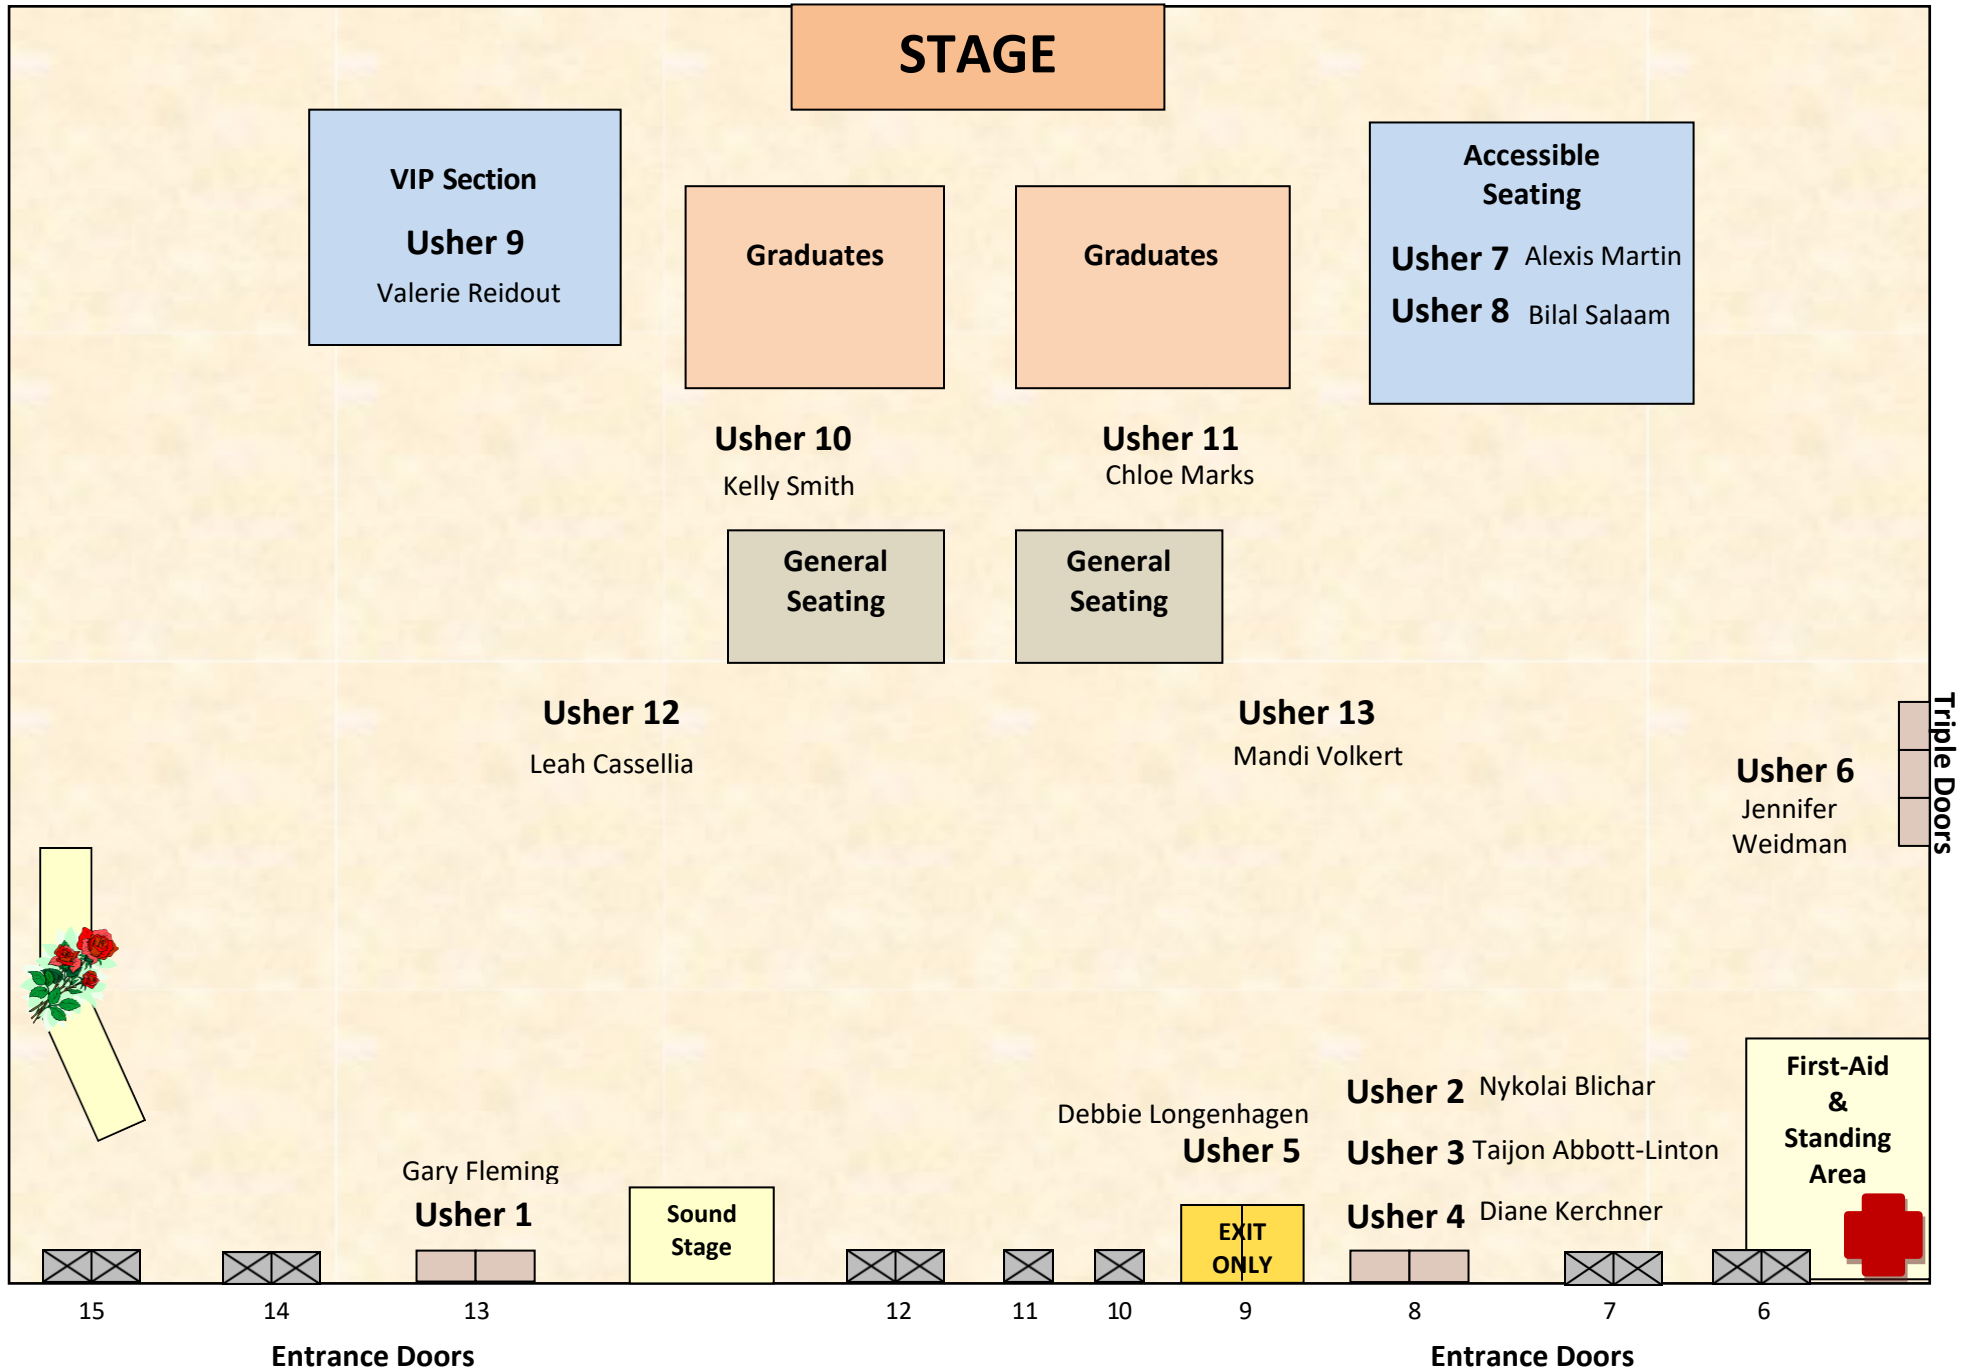 STAGE
VIP Section
Usher 9
Valerie Reidout
Graduates
Graduates
Accessible
Seating
Usher 7 Alexis Martin
Usher 8 Bilal Salaam
Usher 10
Kelly Smith
Usher 11
Chloe Marks
General
Seating
General
Seating
Usher 12
Leah Cassellia
Usher 13
Mandi Volkert
Usher 6
Jennifer
Weidman
Triple Doors
Gary Fleming
Usher 1
Sound
Stage
Debbie Longenhagen
Usher 5
EXIT
ONLY
Usher 2 Nykolai Blichar
Usher 3 Taijon Abbott-Linton
Usher 4 Diane Kerchner
First-Aid
&
Standing
Area
15 14 13 12 11 10 9 8 7 6
Entrance Doors Entrance Doors